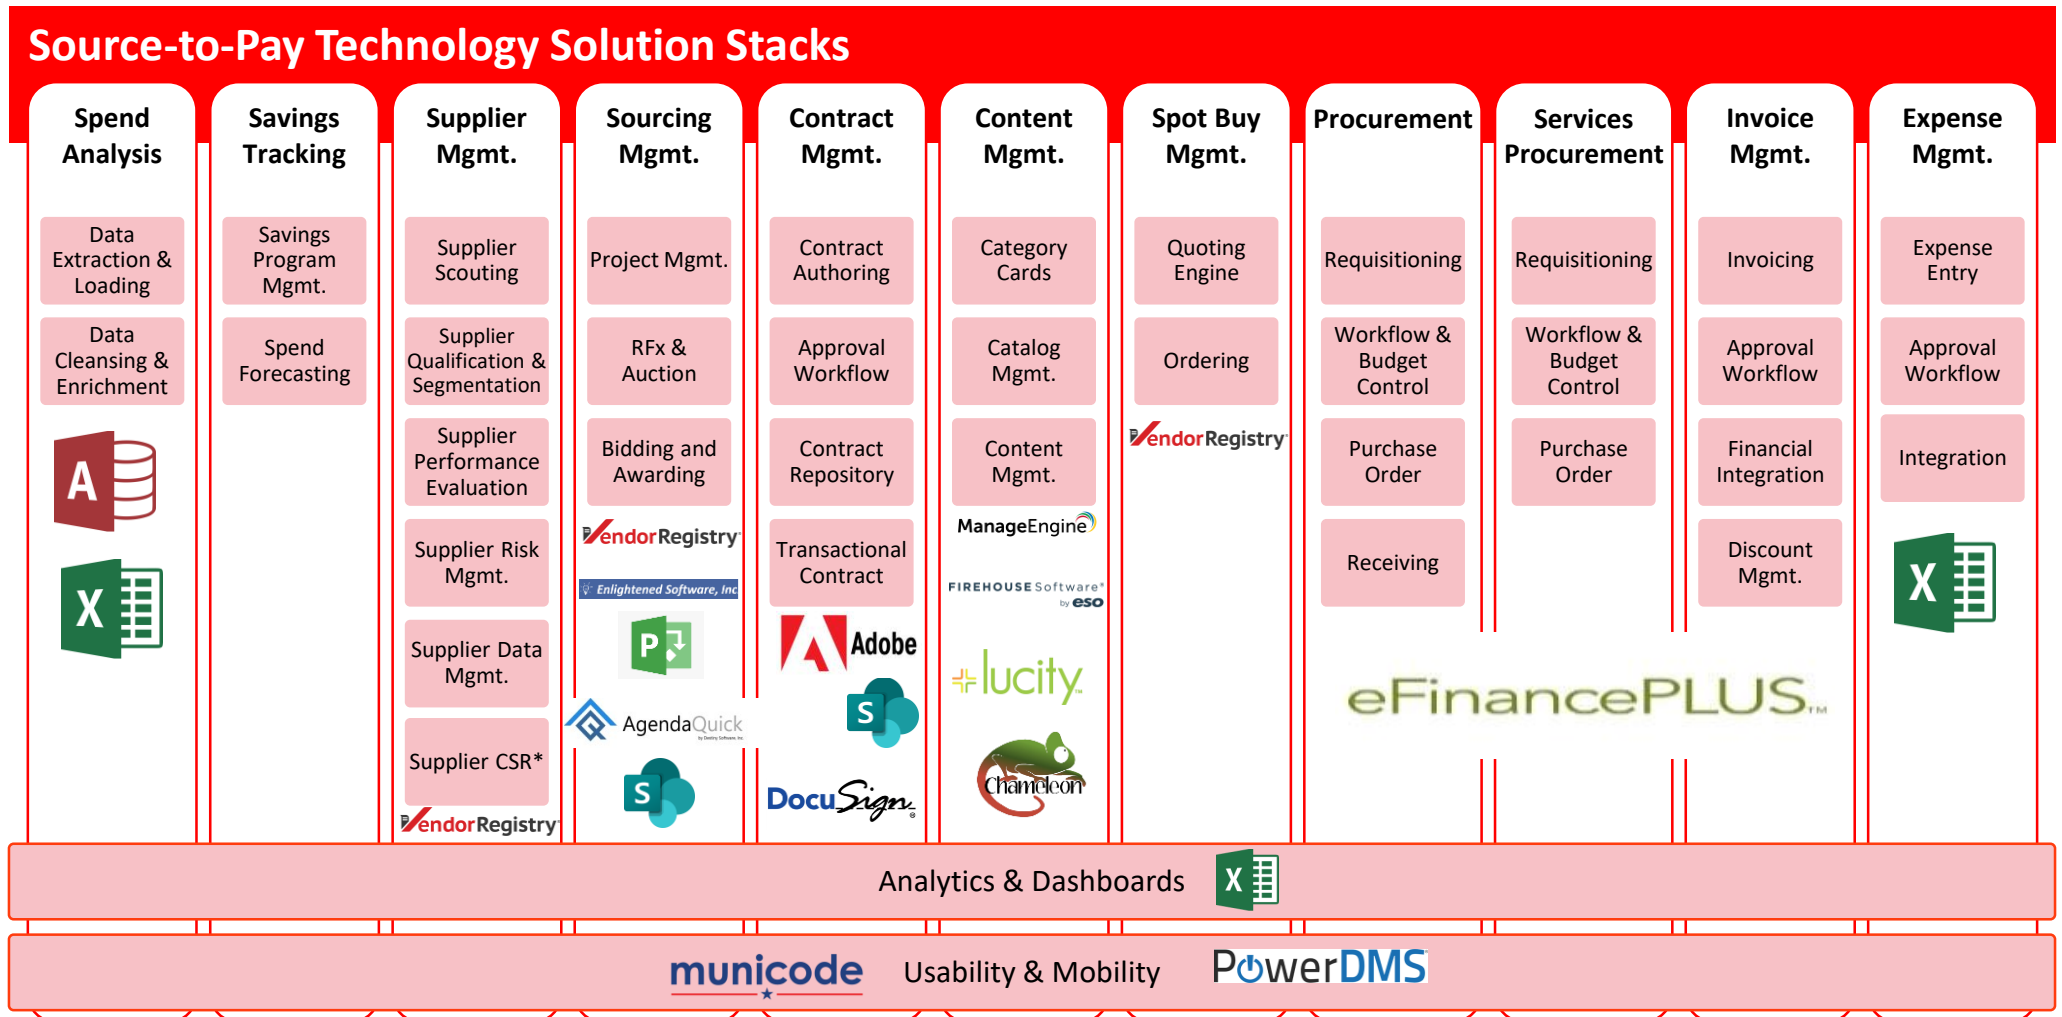 Source-to-Pay Technology Solution Stacks
Spend
Analysis
Data
Extraction &
Loading
Data
Cleansing &
Enrichment
A
X
Savings
Tracking
Savings
Program
Mgmt.
Spend
Forecasting
Supplier
Mgmt.
Supplier
Scouting
Supplier
Qualification &
Segmentation
Supplier
Performance
Evaluation
Supplier Risk
Mgmt.
Supplier Data
Mgmt.
Supplier CSR*
VendorRegistry
Sourcing
Mgmt.
Project Mgmt.
RFx &
Auction
Bidding and
Awarding
VendorRegistry
Enlightened Software, Inc
P
AgendaQuick
by Destiny Software, Inc.
S
Contract
Mgmt.
Contract
Authoring
Approval
Workflow
Contract
Repository
Transactional
Contract
Adobe
S
DocuSign®
Content
Mgmt.
Category
Cards
Catalog
Mgmt.
Content
Mgmt.
ManageEngine
FIREHOUSE Software®
by eso
lucity™
Chameleon
Spot Buy
Mgmt.
Quoting
Engine
Ordering
VendorRegistry
Procurement
Requisitioning
Workflow &
Budget
Control
Purchase
Order
Receiving
Services
Procurement
Requisitioning
Workflow &
Budget
Control
Purchase
Order
Invoice
Mgmt.
Invoicing
Approval
Workflow
Financial
Integration
Discount
Mgmt.
eFinancePLUS™
Expense
Mgmt.
Expense
Entry
Approval
Workflow
Integration
X
Analytics & Dashboards X
municode Usability & Mobility PowerDMS